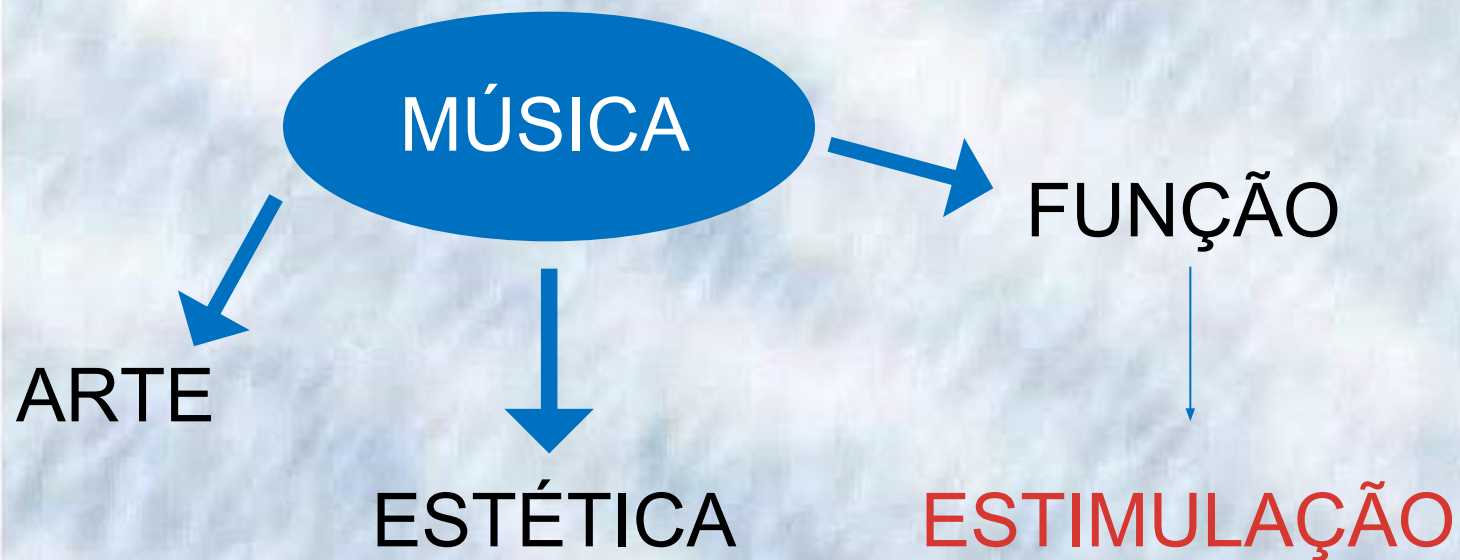 MÚSICA
FUNÇÃO
ARTE
ESTÉTICA
ESTIMULAÇÃO